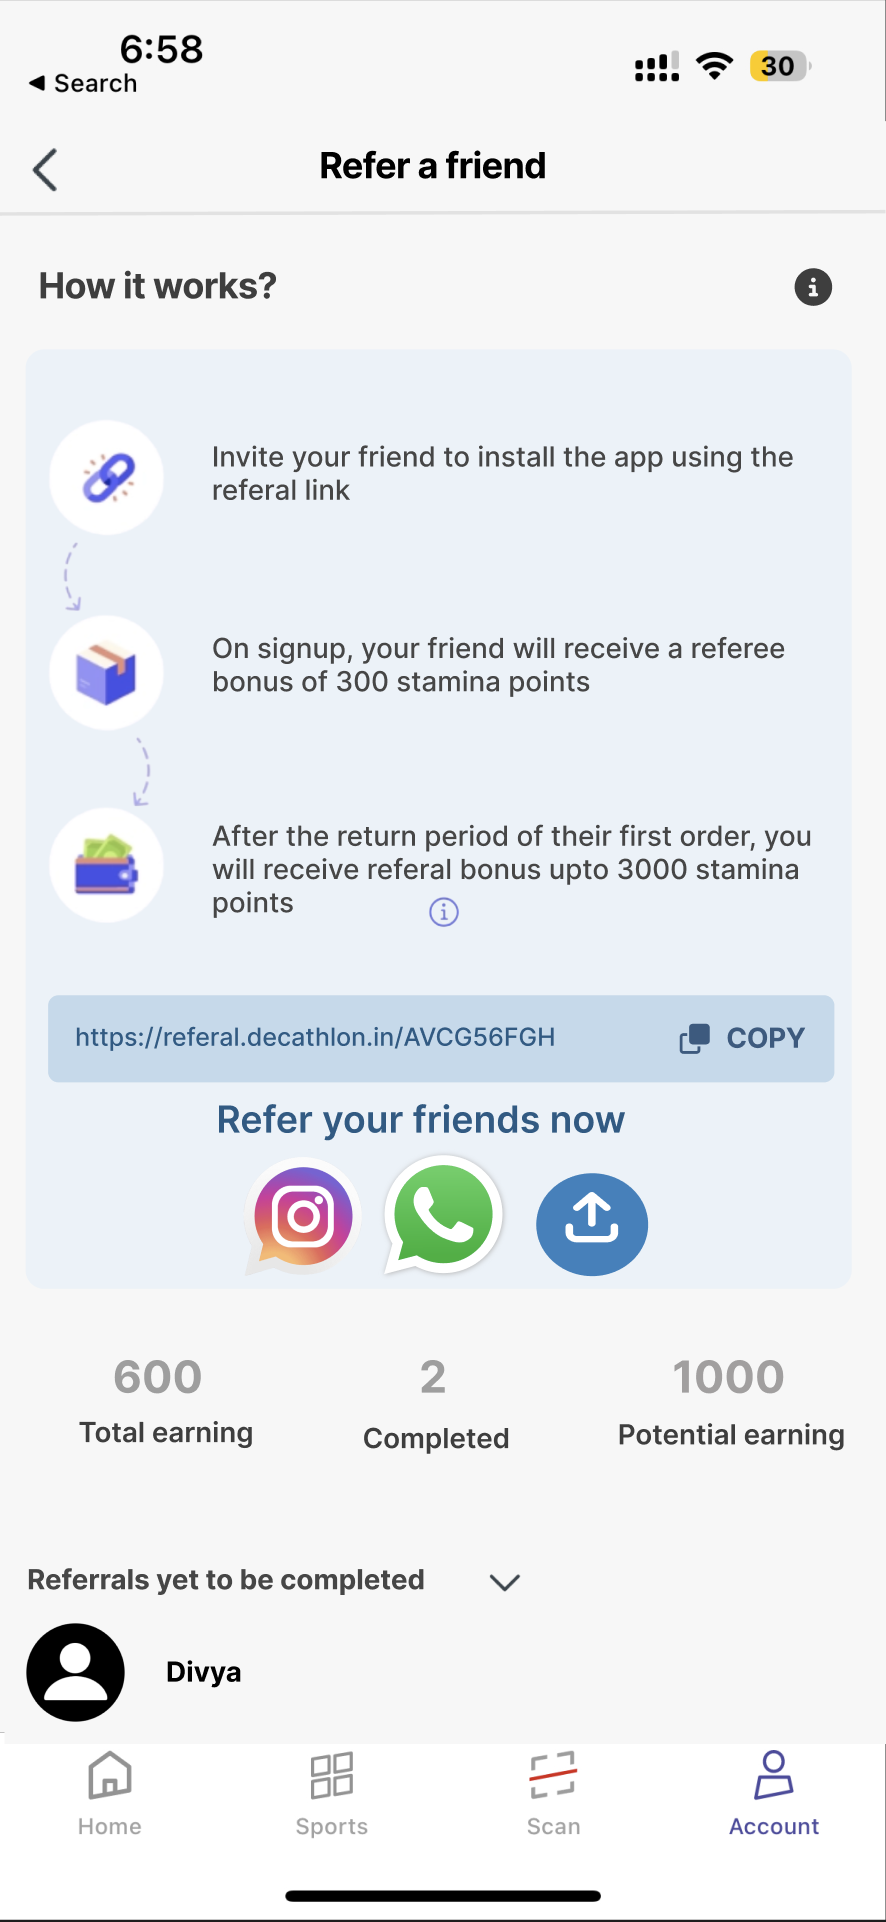 6:58
◀ Search
30
Refer a friend
How it works?
Invite your friend to install the app using the
referal link
On signup, your friend will receive a referee
bonus of 300 stamina points
After the return period of their first order, you
will receive referal bonus upto 3000 stamina
points
https://referal.decathlon.in/AVCG56FGH
COPY
Refer your friends now
600
2
1000
Total earning
Completed
Potential earning
Referrals yet to be completed
Divya
Home
Sports
Scan
Account